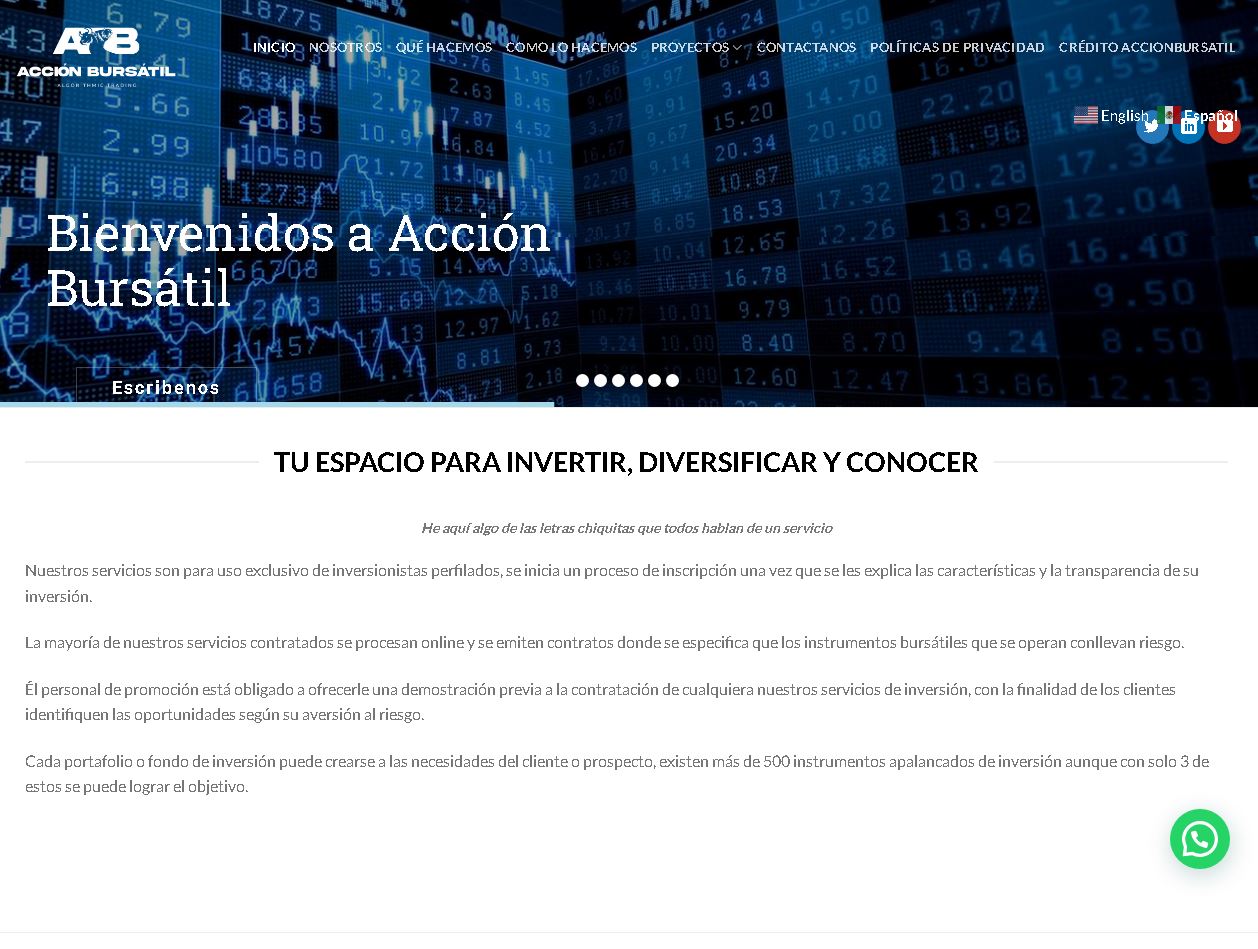 AB
ACCIÓN BURSÁTIL
ALGORITHMIC TRADING
INICIO NOSOTROS QUÉ HACEMOS COMO LO HACEMOS PROYECTOS CONTACTANOS POLÍTICAS DE PRIVACIDAD CRÉDITO ACCIONBURSATIL
English Español
Bienvenidos a Acción
Bursátil
Escribenos
TU ESPACIO PARA INVERTIR, DIVERSIFICAR Y CONOCER
He aquí algo de las letras chiquitas que todos hablan de un servicio
Nuestros servicios son para uso exclusivo de inversionistas perfilados, se inicia un proceso de inscripción una vez que se les explica las características y la transparencia de su
inversión.
La mayoría de nuestros servicios contratados se procesan online y se emiten contratos donde se especifica que los instrumentos bursátiles que se operan conllevan riesgo.
Él personal de promoción está obligado a ofrecerle una demostración previa a la contratación de cualquiera nuestros servicios de inversión, con la finalidad de los clientes
identifiquen las oportunidades según su aversión al riesgo.
Cada portafolio o fondo de inversión puede crearse a las necesidades del cliente o prospecto, existen más de 500 instrumentos apalancados de inversión aunque con solo 3 de
estos se puede lograr el objetivo.